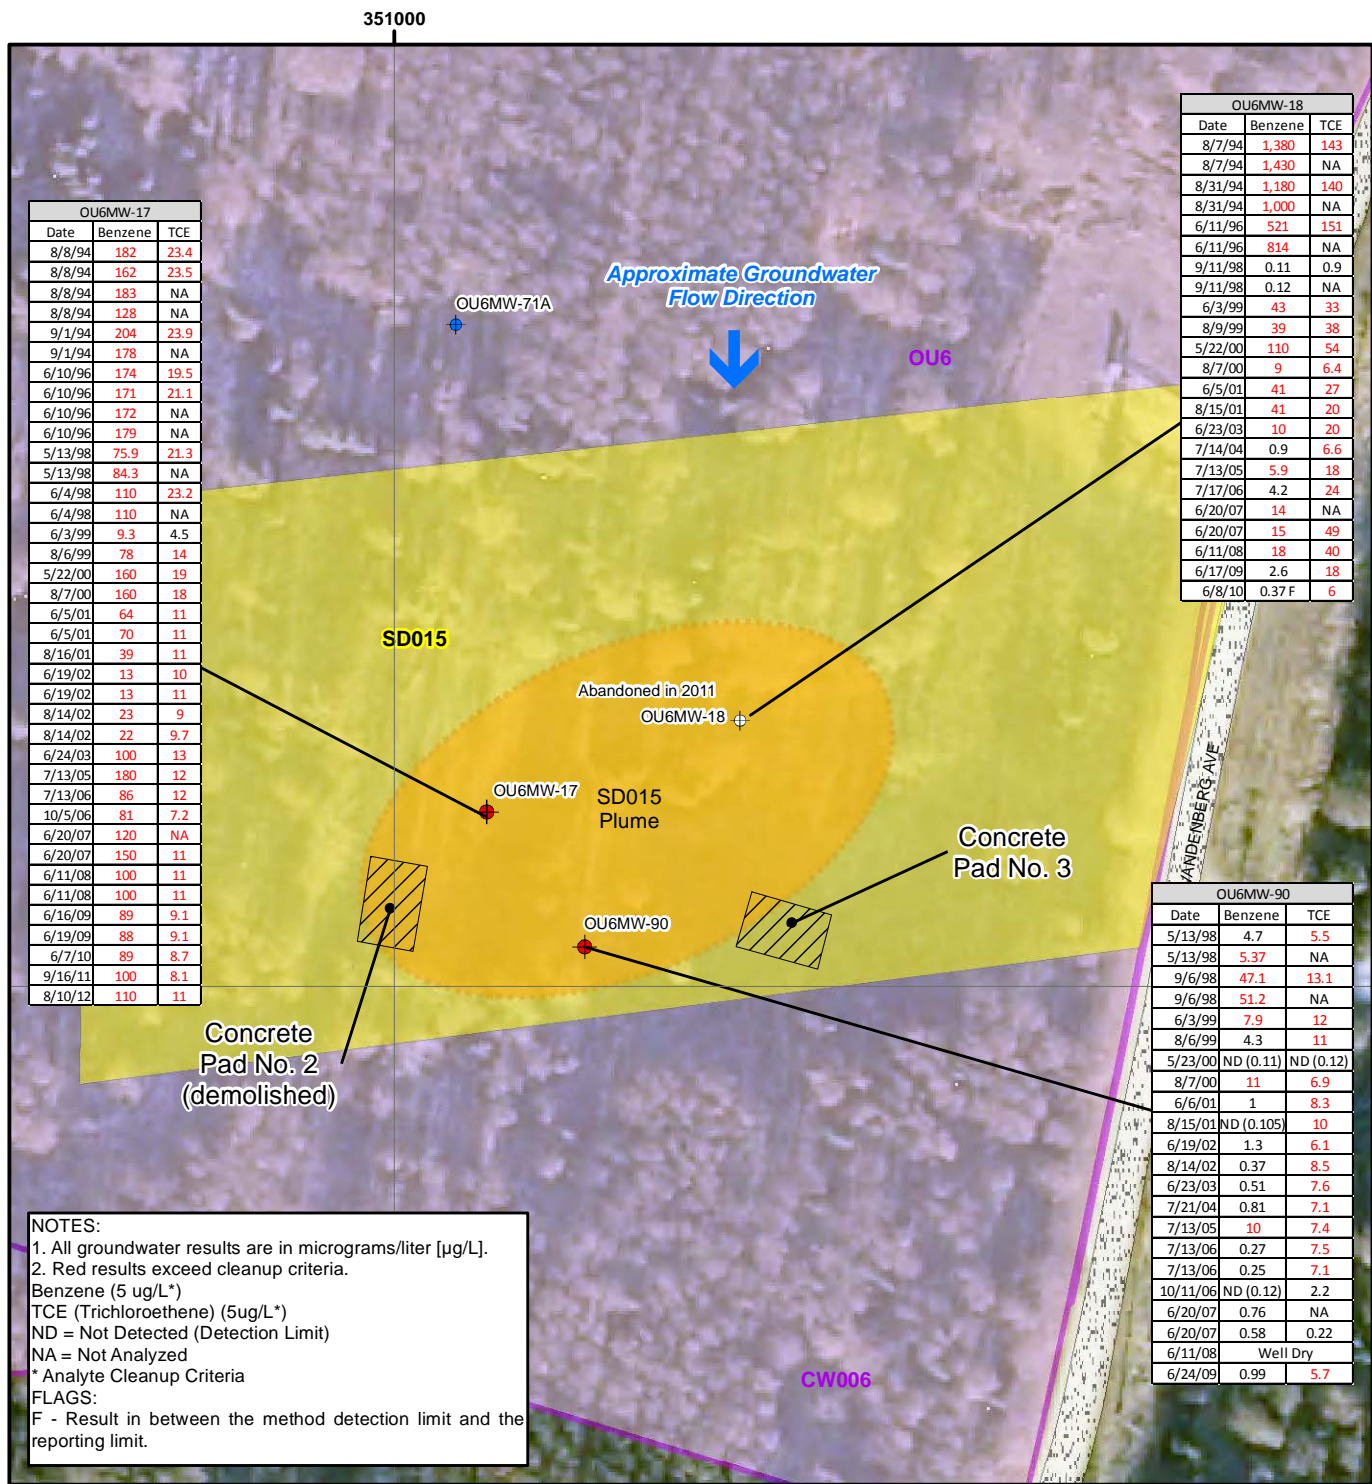 351000
OU6MW-18
Date Benzene TCE
8/7/94 1,380 143
8/7/94 1,430 NA
8/31/94 1,180 140
8/31/94 1,000 NA
6/11/96 521 151
6/11/96 814 NA
9/11/98 0.11 0.9
9/11/98 0.12 NA
6/3/99 43 33
8/9/99 39 38
5/22/00 110 54
8/7/00 9 6.4
6/5/01 41 27
8/15/01 41 20
6/23/03 10 20
7/14/04 0.9 6.6
7/13/05 5.9 18
7/17/06 4.2 24
6/20/07 14 NA
6/20/07 15 49
6/11/08 18 40
6/17/09 2.6 18
6/8/10 0.37 F 6
OU6MW-17
Date Benzene TCE
8/8/94 182 23.4
8/8/94 162 23.5
8/8/94 183 NA
8/8/94 128 NA
9/1/94 204 23.9
9/1/94 178 NA
6/10/96 174 19.5
6/10/96 171 21.1
6/10/96 172 NA
6/10/96 179 NA
5/13/98 75.9 21.3
5/13/98 84.3 NA
6/4/98 110 23.2
6/4/98 110 NA
6/3/99 9.3 4.5
8/6/99 78 14
5/22/00 160 19
8/7/00 160 18
6/5/01 64 11
6/5/01 70 11
8/16/01 39 11
6/19/02 13 10
6/19/02 13 11
8/14/02 23 9
8/14/02 22 9.7
6/24/03 100 13
7/13/05 180 12
7/13/06 86 12
10/5/06 81 7.2
6/20/07 120 NA
6/20/07 150 11
6/11/08 100 11
6/11/08 100 11
6/16/09 89 9.1
6/19/09 88 9.1
6/7/10 89 8.7
9/16/11 100 8.1
8/10/12 110 11
Approximate Groundwater
Flow Direction
OU6MW-71A
OU6
SD015
Abandoned in 2011
OU6MW-18
OU6MW-17
SD015
Plume
VANDENBERG AVE
Concrete
Pad No. 3
OU6MW-90
Concrete
Pad No. 2
(demolished)
OU6MW-90
Date Benzene TCE
5/13/98 4.7 5.5
5/13/98 5.37 NA
9/6/98 47.1 13.1
9/6/98 51.2 NA
6/3/99 7.9 12
8/6/99 4.3 11
5/23/00 ND (0.11) ND (0.12)
8/7/00 11 6.9
6/6/01 1 8.3
8/15/01 ND (0.105) 10
6/19/02 1.3 6.1
8/14/02 0.37 8.5
6/23/03 0.51 7.6
7/21/04 0.81 7.1
7/13/05 10 7.4
7/13/06 0.27 7.5
7/13/06 0.25 7.1
10/11/06 ND (0.12) 2.2
6/20/07 0.76 NA
6/20/07 0.58 0.22
6/11/08 Well Dry
6/24/09 0.99 5.7
CW006
NOTES:
1. All groundwater results are in micrograms/liter [µg/L].
2. Red results exceed cleanup criteria.
Benzene (5 ug/L*)
TCE (Trichloroethene) (5ug/L*)
ND = Not Detected (Detection Limit)
NA = Not Analyzed
* Analyte Cleanup Criteria
FLAGS:
F - Result in between the method detection limit and the
reporting limit.